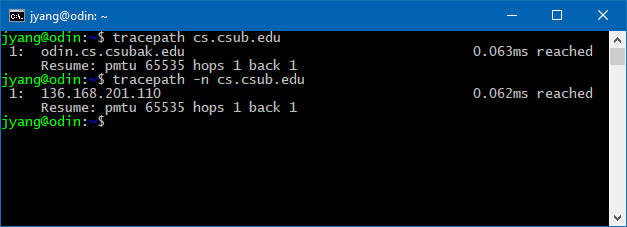 jyang@odin: ~
jyang@odin:~$ tracepath cs.csub.edu
1: odin.cs.csubak.edu 0.063ms reached
Resume: pmtu 65535 hops 1 back 1
jyang@odin:~$ tracepath -n cs.csub.edu
1: 136.168.201.110 0.062ms reached
Resume: pmtu 65535 hops 1 back 1
jyang@odin:~$